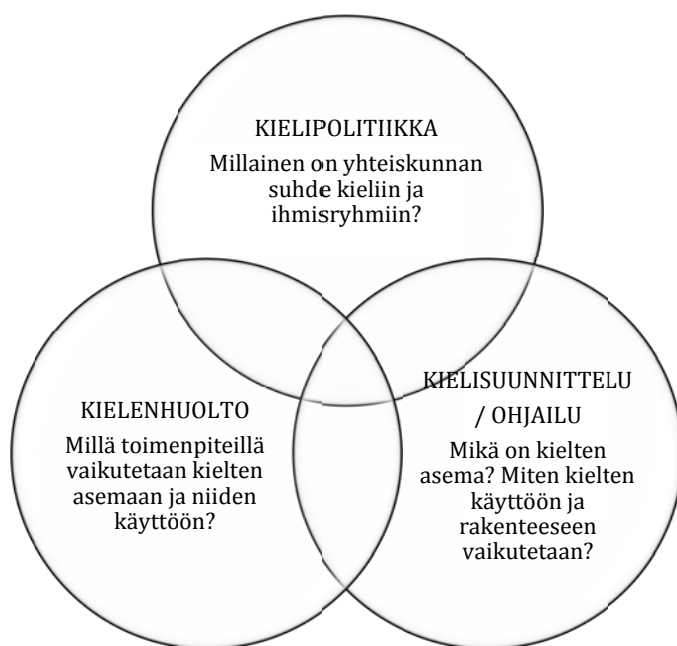 KIELIPOLITIIKKA
Millainen on yhteiskunnan
suhde kieliin ja
ihmisryhmiin?
KIELENHUOLTO
Millä toimenpiteillä
vaikutetaan kielten
asemaan ja niiden
käyttöön?
KIELISUUNNITTELU
/ OHJAILU
Mikä on kielten
asema? Miten kielten
käyttöön ja
rakenteeseen
vaikutetaan?